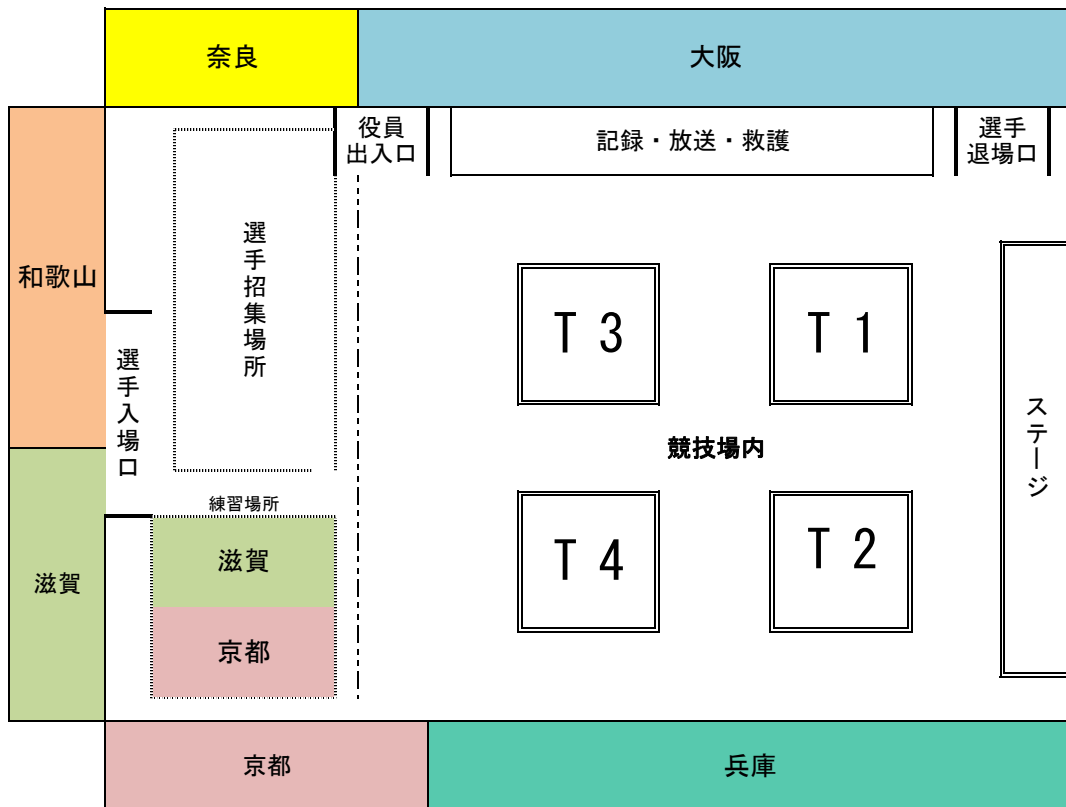 奈良
大阪
役員
出入口
記録・放送・救護
選手
退場口
和歌山
選手招集場所
選手入場口
T 3
T 1
ステージ
競技場内
練習場所
滋賀
滋賀
京都
T 4
T 2
京都
兵庫